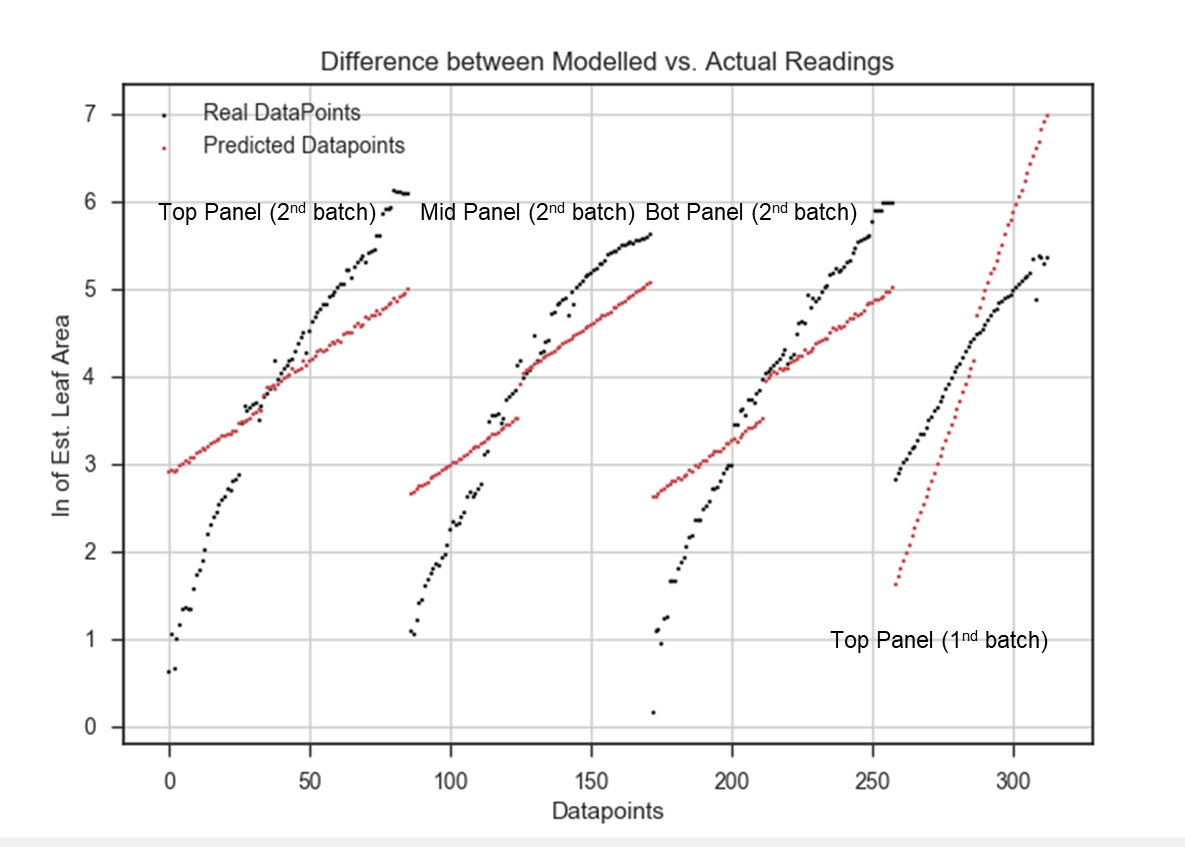 Difference between Modelled vs. Actual Readings
Real DataPoints
Predicted Datapoints
Top Panel (2nd batch)
Mid Panel (2nd batch)
Bot Panel (2nd batch)
Top Panel (1nd batch)
ln of Est. Leaf Area
7
6
5
4
3
2
1
0
0 50 100 150 200 250 300
Datapoints